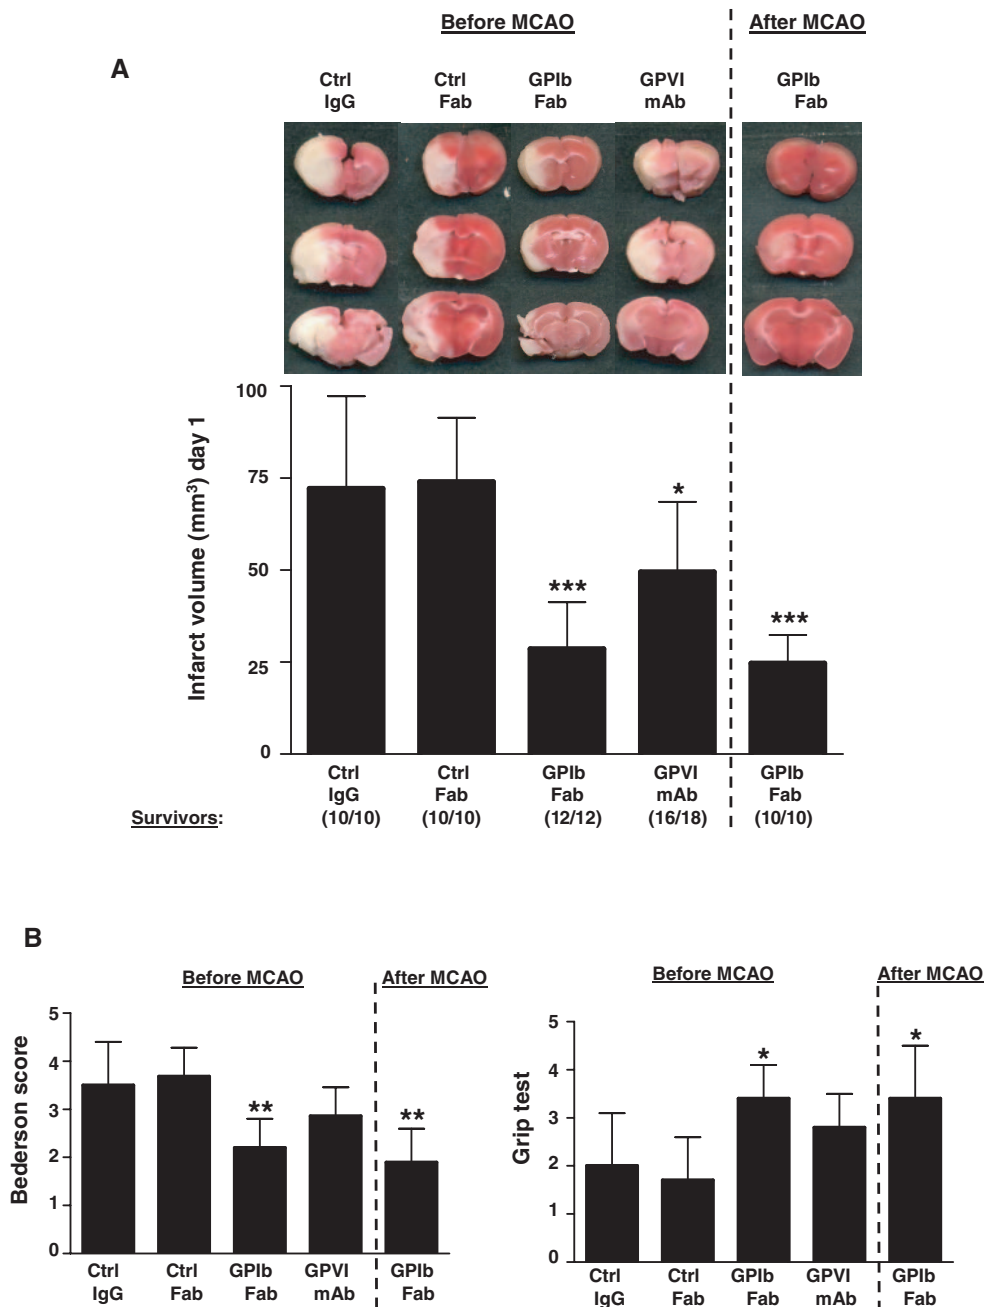 Before MCAO After MCAO
A
Ctrl IgG
Ctrl Fab
GPIb Fab
GPVI mAb
GPIb Fab
Infarct volume (mm³) day 1
100
75
50
25
0
***
*
***
Ctrl IgG (10/10)
Ctrl Fab (10/10)
GPIb Fab (12/12)
GPVI mAb (16/18)
GPIb Fab (10/10)
Survivors:
B
Before MCAO After MCAO
Bederson score
5
4
3
2
1
0
**
**
Ctrl IgG
Ctrl Fab
GPIb Fab
GPVI mAb
GPIb Fab
Before MCAO After MCAO
Grip test
5
4
3
2
1
0
*
*
Ctrl IgG
Ctrl Fab
GPIb Fab
GPVI mAb
GPIb Fab